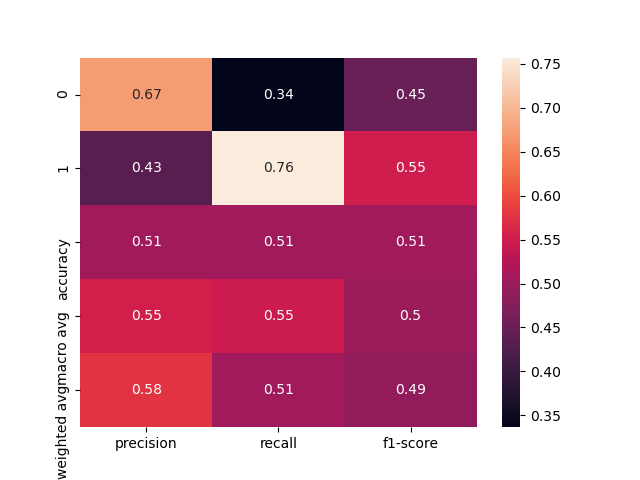 0 0.67 0.34 0.45
1 0.43 0.76 0.55
accuracy 0.51 0.51 0.51
macro avg 0.55 0.55 0.5
weighted avg 0.58 0.51 0.49
precision recall f1-score
0.75
0.70
0.65
0.60
0.55
0.50
0.45
0.40
0.35